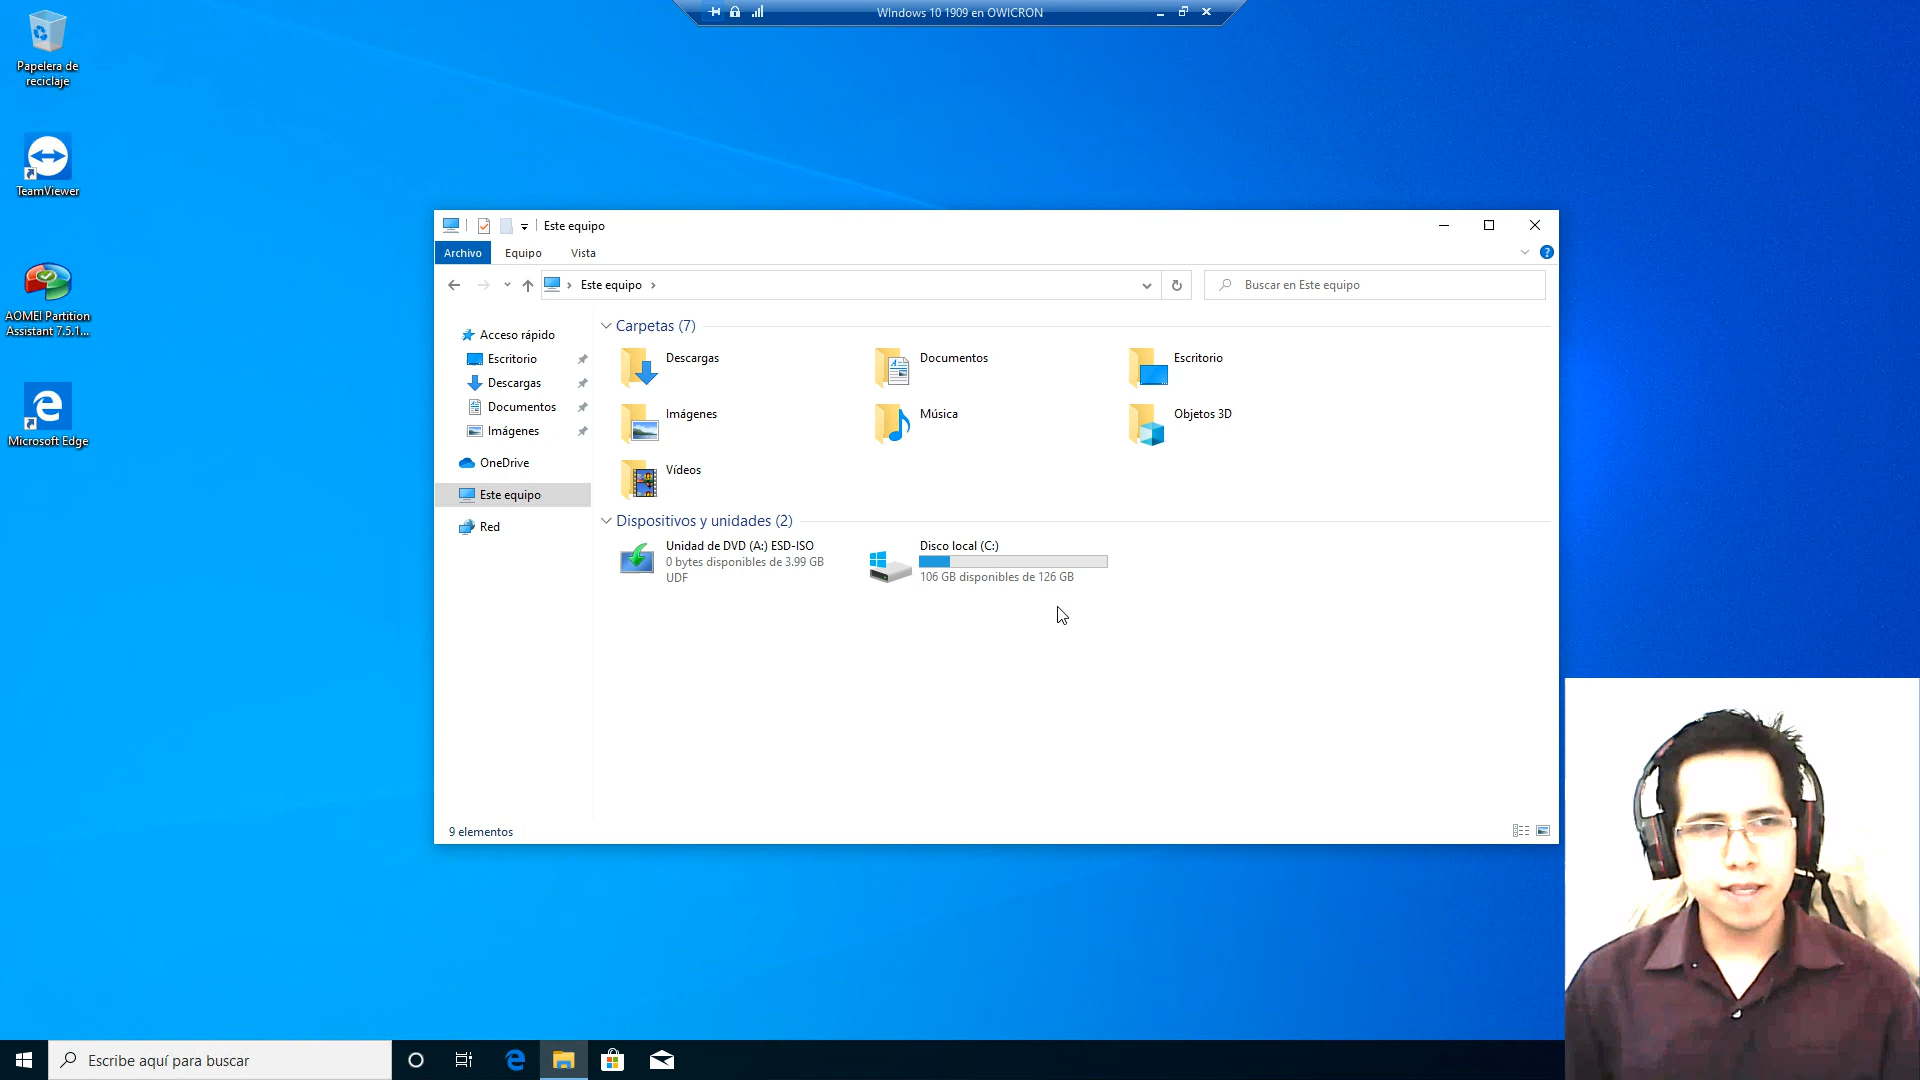 WIndows 10 1909 en OWICRON
Papelera de
reciclaje
TeamViewer
AOMEI Partition
Assistant 7.5.1...
Microsoft Edge
Este equipo
Archivo
Equipo
Vista
Este equipo
Buscar en Este equipo
Acceso rápido
Escritorio
Descargas
Documentos
Imágenes
OneDrive
Este equipo
Red
Carpetas (7)
Descargas
Documentos
Escritorio
Imágenes
Música
Objetos 3D
Vídeos
Dispositivos y unidades (2)
Unidad de DVD (A:) ESD-ISO
0 bytes disponibles de 3.99 GB
UDF
Disco local (C:)
106 GB disponibles de 126 GB
9 elementos
Escribe aquí para buscar